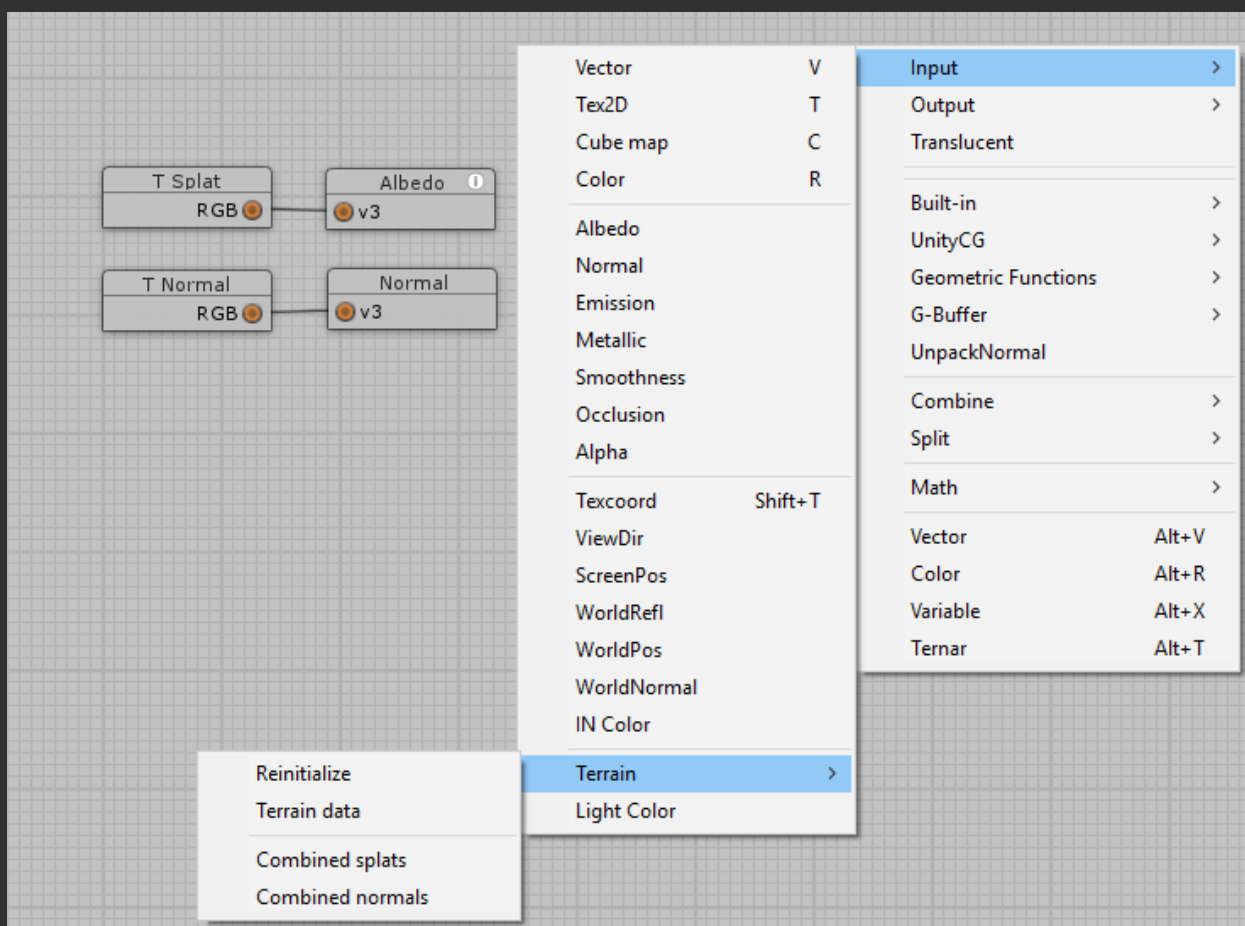 T Splat
RGB
Albedo
i
v3
T Normal
RGB
Normal
v3
Vector V
Tex2D T
Cube map C
Color R
Albedo
Normal
Emission
Metallic
Smoothness
Occlusion
Alpha
Texcoord Shift+T
ViewDir
ScreenPos
WorldRefl
WorldPos
WorldNormal
IN Color
Terrain
Light Color
Input
Output
Translucent
Built-in
UnityCG
Geometric Functions
G-Buffer
UnpackNormal
Combine
Split
Math
Vector Alt+V
Color Alt+R
Variable Alt+X
Ternar Alt+T
Reinitialize
Terrain data
Combined splats
Combined normals